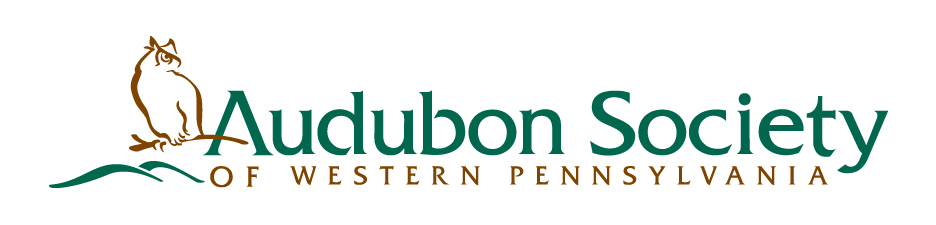 Audubon Society
OF WESTERN PENNSYLVANIA